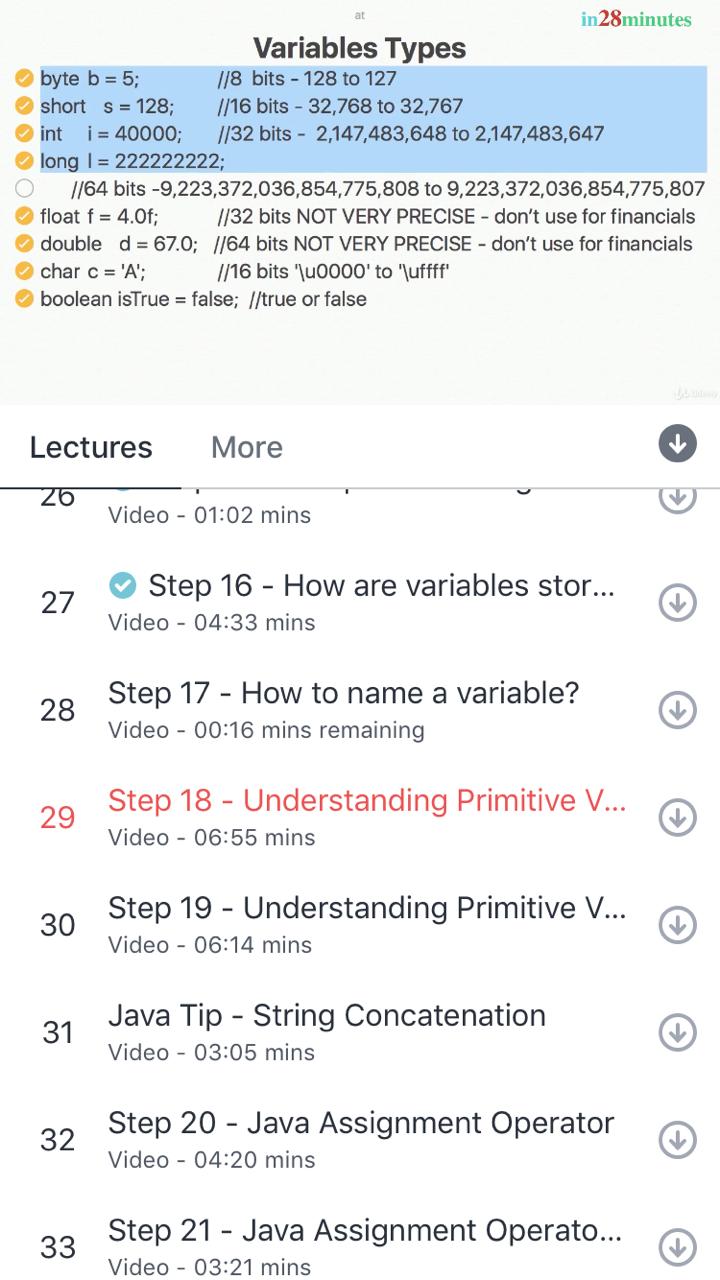 at
in28minutes
Variables Types
byte b = 5; //8 bits - 128 to 127
short s = 128; //16 bits - 32,768 to 32,767
int i = 40000; //32 bits - 2,147,483,648 to 2,147,483,647
long l = 222222222;
//64 bits -9,223,372,036,854,775,808 to 9,223,372,036,854,775,807
float f = 4.0f; //32 bits NOT VERY PRECISE - don't use for financials
double d = 67.0; //64 bits NOT VERY PRECISE - don't use for financials
char c = 'A'; //16 bits '\u0000' to '\uffff'
boolean isTrue = false; //true or false
Udemy
Lectures More
26
Video - 01:02 mins
27 Step 16 - How are variables stor...
Video - 04:33 mins
28 Step 17 - How to name a variable?
Video - 00:16 mins remaining
29 Step 18 - Understanding Primitive V...
Video - 06:55 mins
30 Step 19 - Understanding Primitive V...
Video - 06:14 mins
31 Java Tip - String Concatenation
Video - 03:05 mins
32 Step 20 - Java Assignment Operator
Video - 04:20 mins
33 Step 21 - Java Assignment Operato...
Video - 03:21 mins